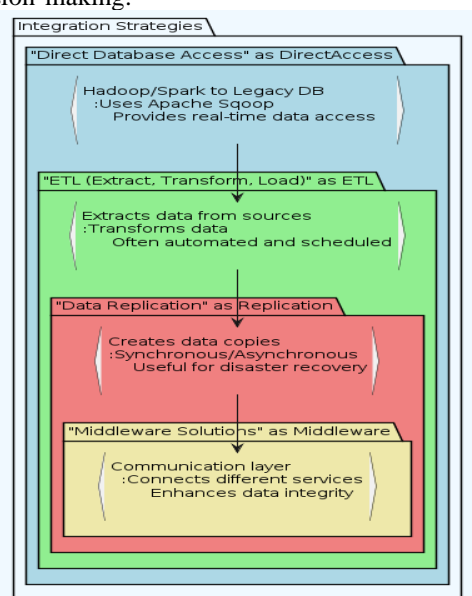 sion making.
Integration Strategies
"Direct Database Access" as DirectAccess
Hadoop/Spark to Legacy DB
:Uses Apache Sqoop
Provides real-time data access
"ETL (Extract, Transform, Load)" as ETL
Extracts data from sources
:Transforms data
Often automated and scheduled
"Data Replication" as Replication
Creates data copies
:Synchronous/Asynchronous
Useful for disaster recovery
"Middleware Solutions" as Middleware
Communication layer
:Connects different services
Enhances data integrity